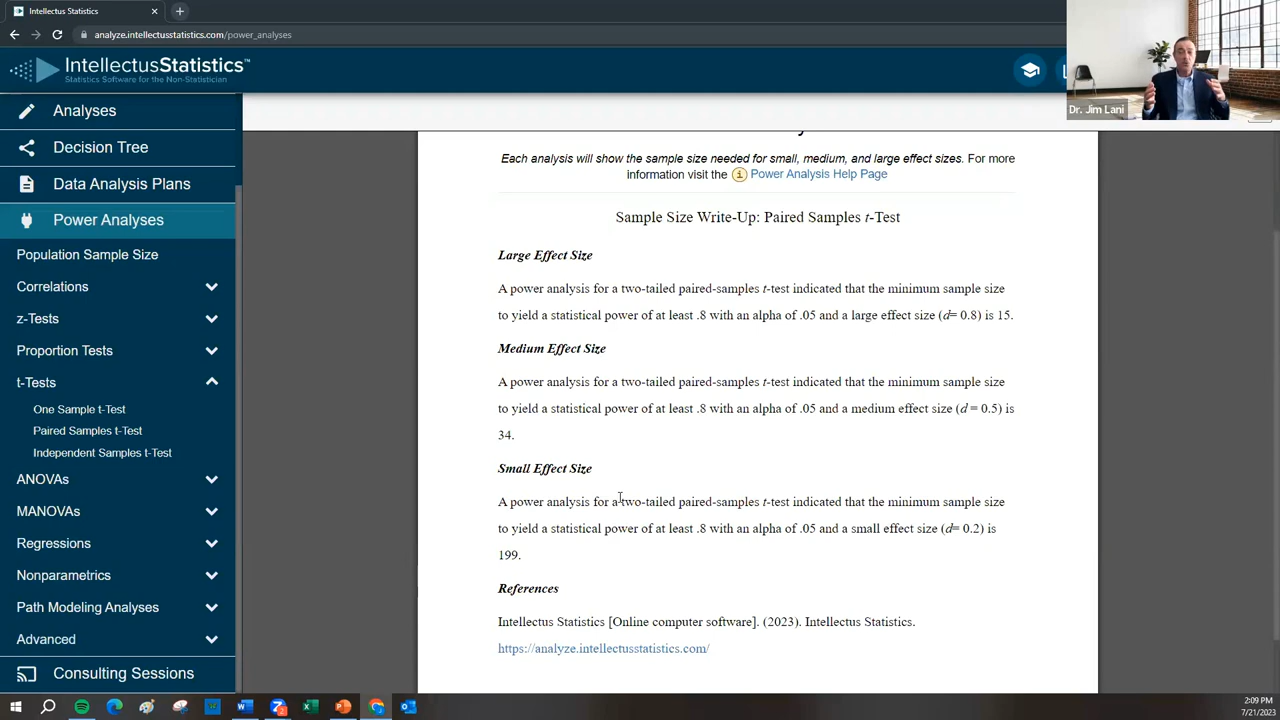 Intellectus Statistics
analyze.intellectusstatistics.com/power_analyses
IntellectusStatistics™
Statistics Software for the Non-Statistician
Dr. Jim Lani
Analyses
Decision Tree
Data Analysis Plans
Power Analyses
Population Sample Size
Correlations
z-Tests
Proportion Tests
t-Tests
One Sample t-Test
Paired Samples t-Test
Independent Samples t-Test
ANOVAs
MANOVAs
Regressions
Nonparametrics
Path Modeling Analyses
Advanced
Consulting Sessions
Each analysis will show the sample size needed for small, medium, and large effect sizes. For more
information visit the Power Analysis Help Page
Sample Size Write-Up: Paired Samples t-Test
Large Effect Size
A power analysis for a two-tailed paired-samples t-test indicated that the minimum sample size
to yield a statistical power of at least .8 with an alpha of .05 and a large effect size (d= 0.8) is 15.
Medium Effect Size
A power analysis for a two-tailed paired-samples t-test indicated that the minimum sample size
to yield a statistical power of at least .8 with an alpha of .05 and a medium effect size (d = 0.5) is
34.
Small Effect Size
A power analysis for a two-tailed paired-samples t-test indicated that the minimum sample size
to yield a statistical power of at least .8 with an alpha of .05 and a small effect size (d= 0.2) is
199.
References
Intellectus Statistics [Online computer software]. (2023). Intellectus Statistics.
https://analyze.intellectusstatistics.com/
2:09 PM
7/21/2023